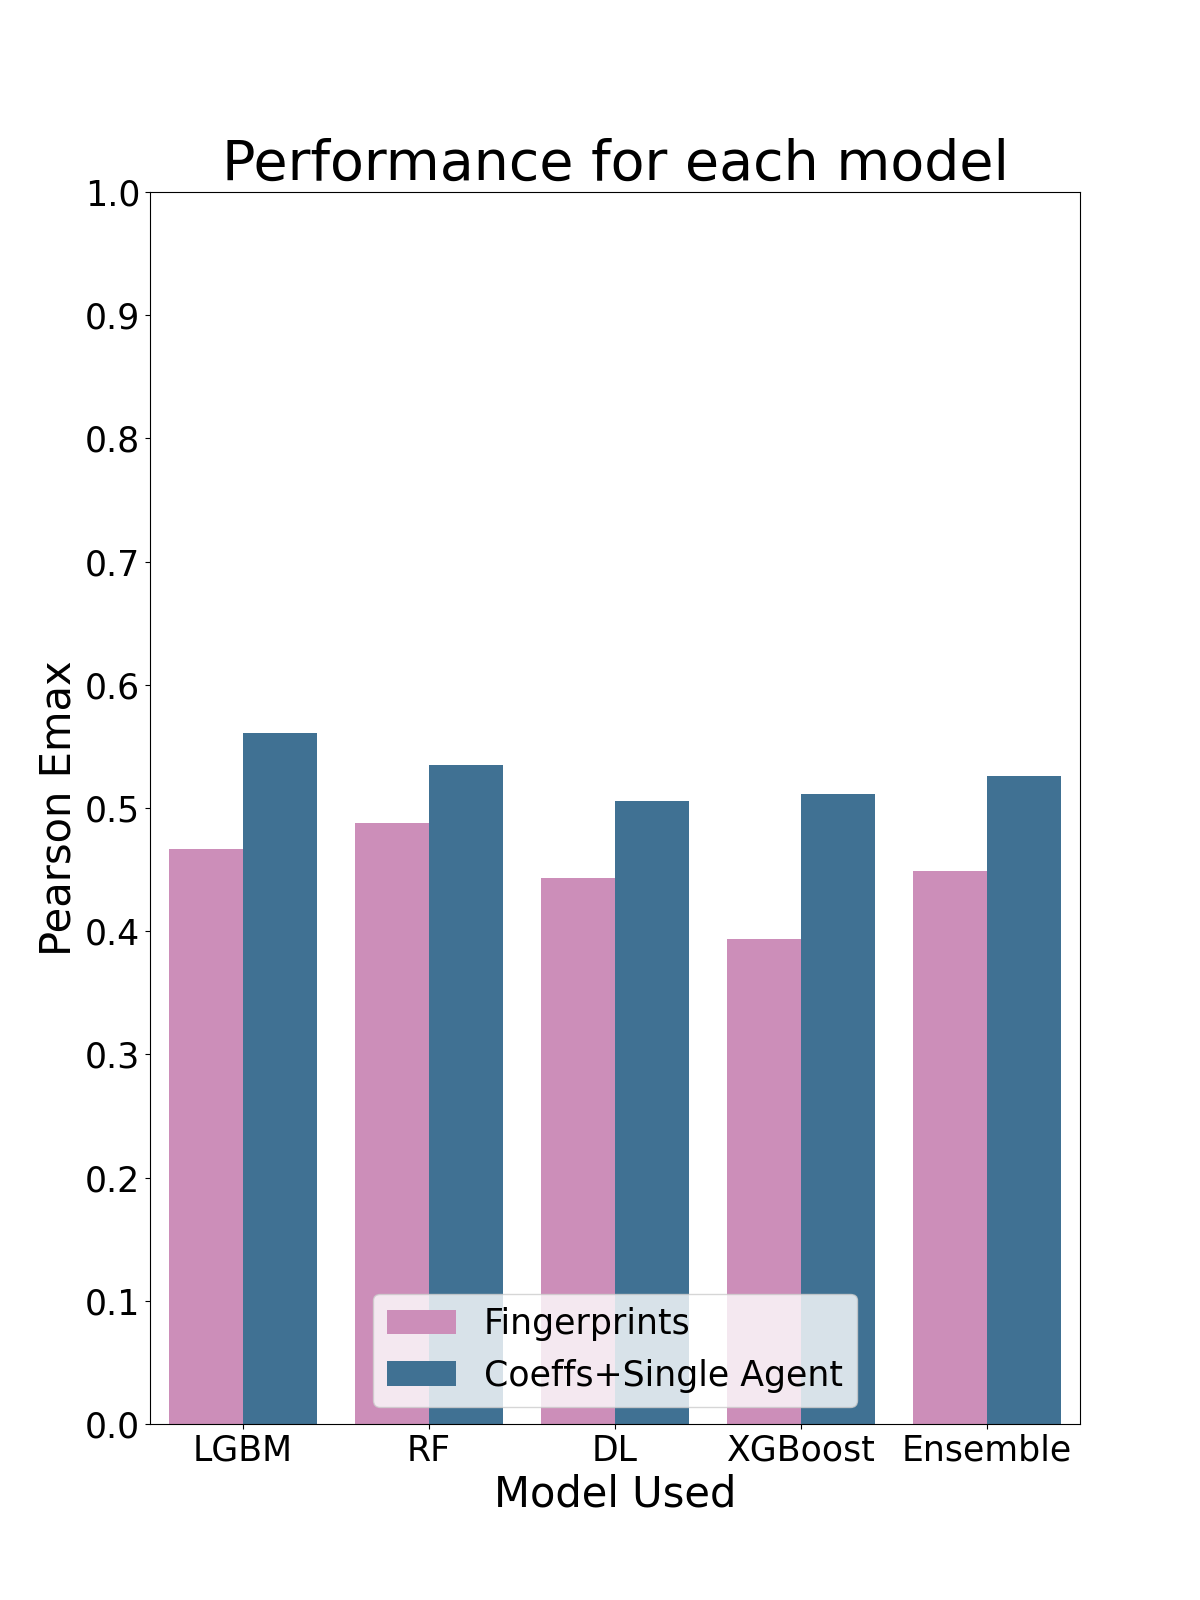 Performance for each model
1.0
0.9
0.8
0.7
0.6
0.5
0.4
0.3
0.2
0.1
0.0
Pearson Emax
Fingerprints
Coeffs+Single Agent
LGBM RF DL XGBoost Ensemble
Model Used